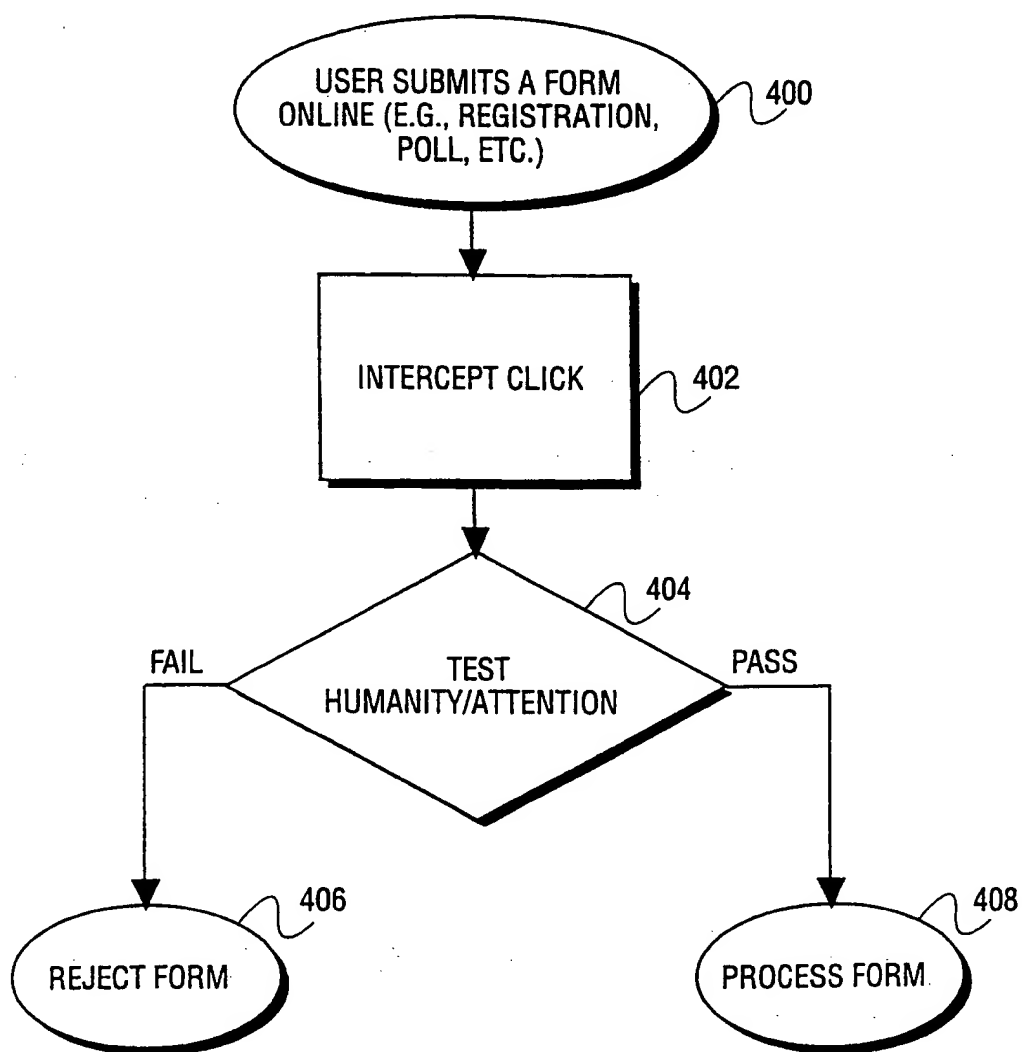 USER SUBMITS A FORM
ONLINE (E.G., REGISTRATION,
POLL, ETC.)
400
INTERCEPT CLICK
402
404
FAIL
TEST
HUMANITY/ATTENTION
PASS
406
REJECT FORM
408
PROCESS FORM